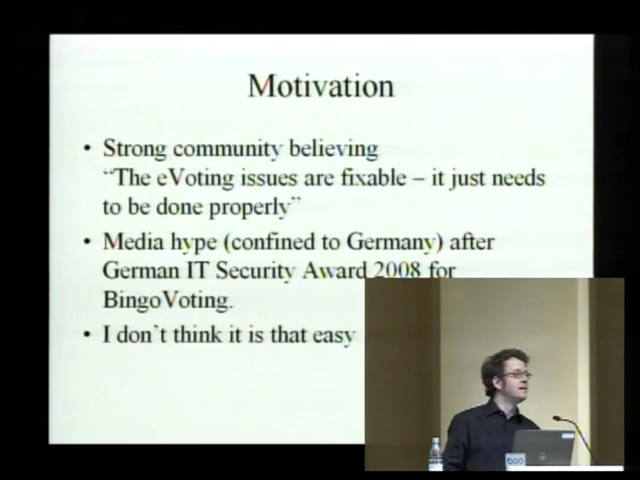 Motivation
• Strong community believing
"The eVoting issues are fixable – it just needs
to be done properly"
• Media hype (confined to Germany) after
German IT Security Award 2008 for
BingoVoting.
• I don't think it is that easy
bcc